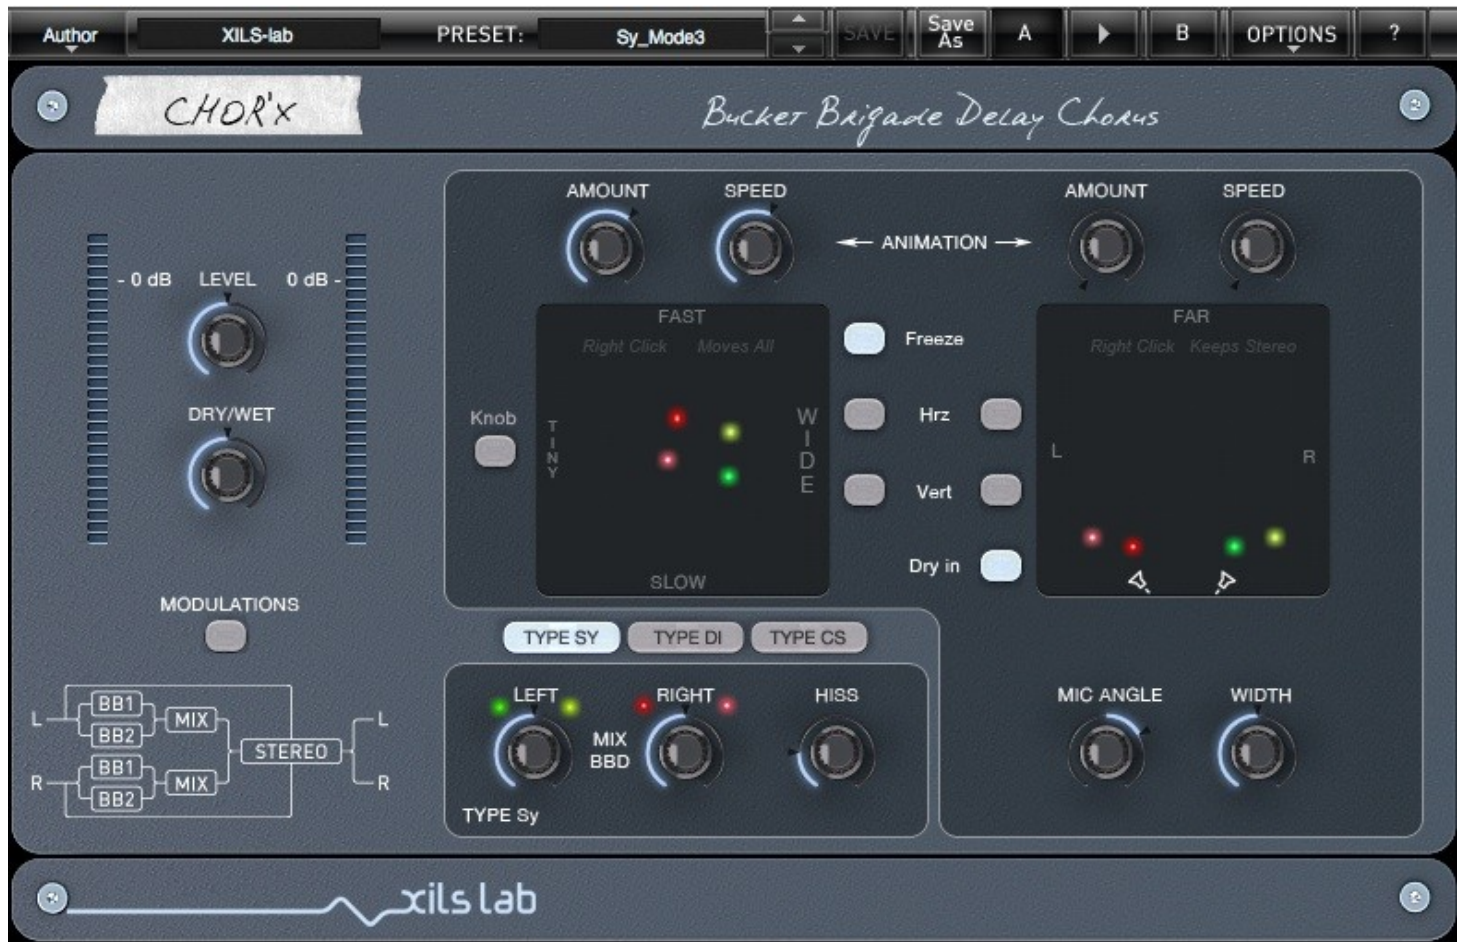 Author XILS-lab PRESET: Sy_Mode3 SAVE Save As A B OPTIONS ?
CHOR'X Bucket Brigade Delay Chorus
AMOUNT SPEED AMOUNT SPEED
← ANIMATION →
- 0 dB LEVEL 0 dB -
FAST FAR
Right Click Moves All Freeze Right Click Keeps Stereo
DRY/WET Knob TINY WIDE Hrz
L R
Vert
Dry in
SLOW
MODULATIONS
TYPE SY TYPE DI TYPE CS
LEFT RIGHT HISS MIC ANGLE WIDTH
BB1
L MIX L
BB2
MIX BBD
STEREO
BB1
R MIX R
BB2
TYPE Sy
xils lab